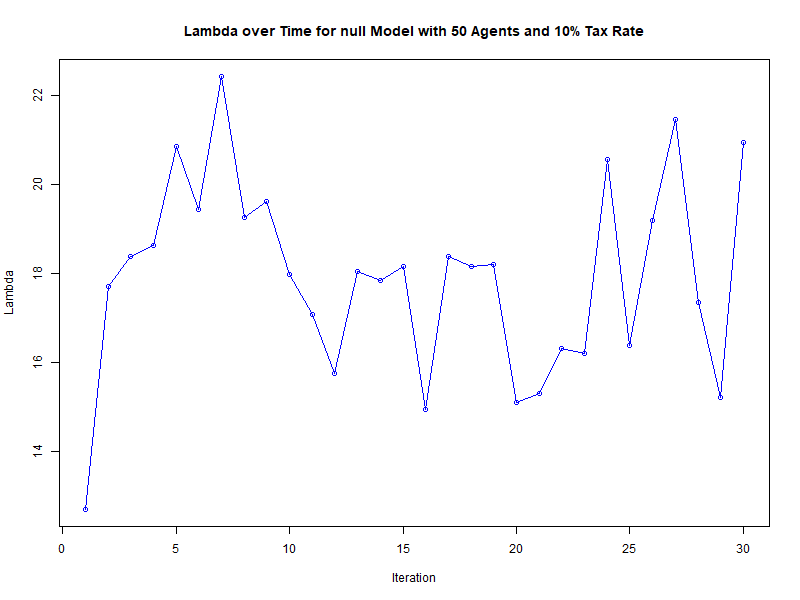 Lambda over Time for null Model with 50 Agents and 10% Tax Rate
22
20
18
16
14
Lambda
0 5 10 15 20 25 30
Iteration